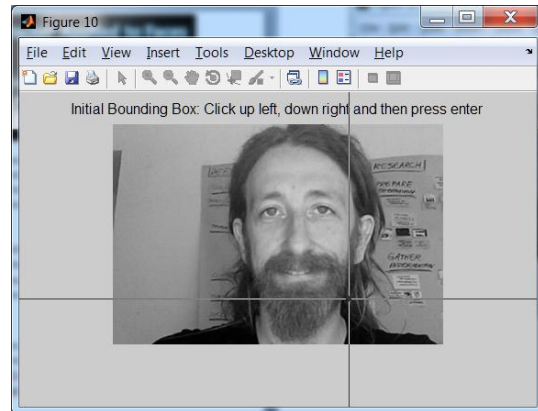 Figure 10
File Edit View Insert Tools Desktop Window Help
Initial Bounding Box: Click up left, down right and then press enter
RESEARCH
PREPARE
GATHER